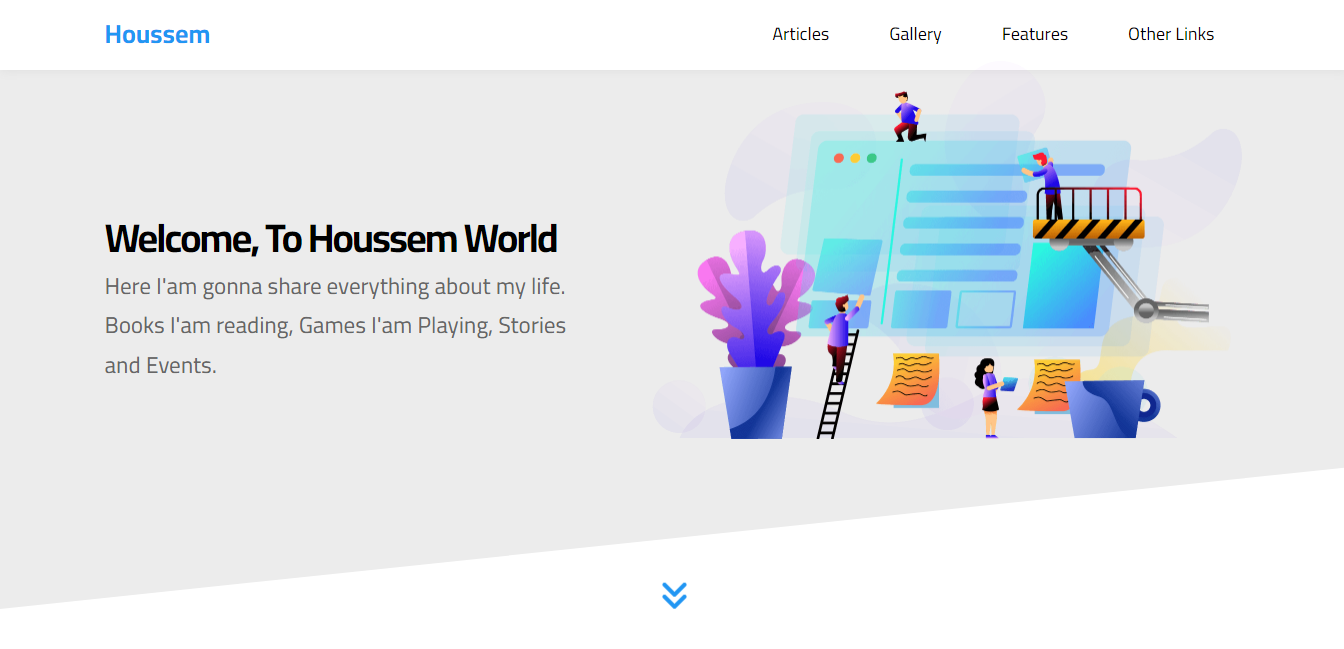 Houssem
Articles
Gallery
Features
Other Links
Welcome, To Houssem World
Here I'am gonna share everything about my life.
Books I'am reading, Games I'am Playing, Stories
and Events.